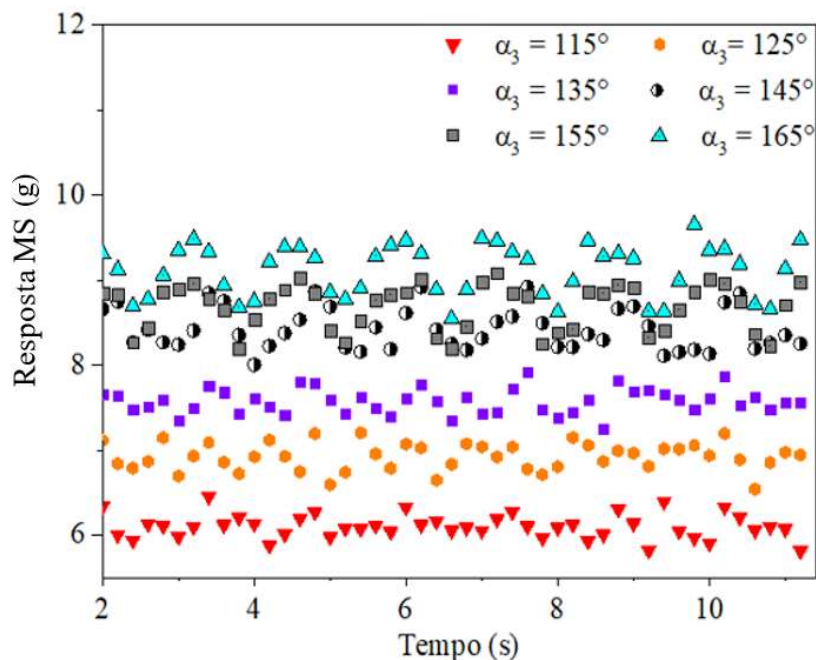 12
α3 = 115° α3= 125°
α3 = 135° α3 = 145°
α3 = 155° α3 = 165°
10
8
6
Resposta MS (g)
2 4 6 8 10
Tempo (s)